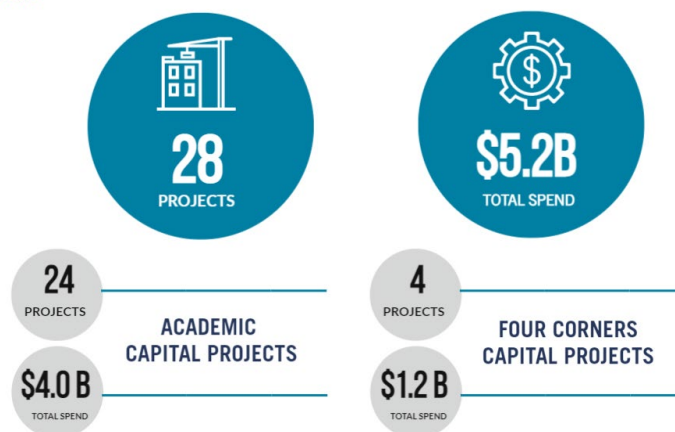 28
PROJECTS
$
$5.2B
TOTAL SPEND
24
PROJECTS
$4.0 B
TOTAL SPEND
ACADEMIC
CAPITAL PROJECTS
4
PROJECTS
$1.2 B
TOTAL SPEND
FOUR CORNERS
CAPITAL PROJECTS